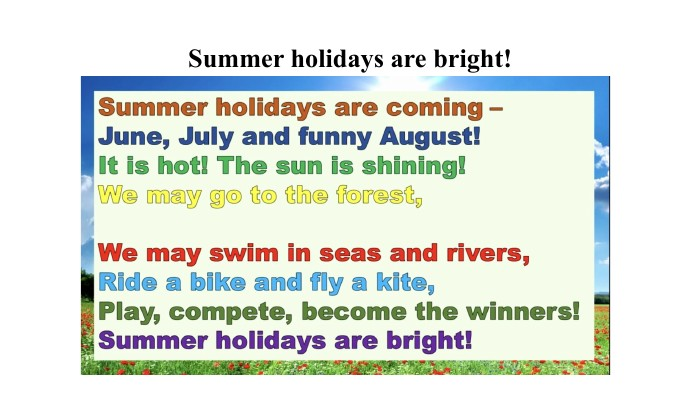 Summer holidays are bright!
Summer holidays are coming –
June, July and funny August!
It is hot! The sun is shining!
We may go to the forest,
We may swim in seas and rivers,
Ride a bike and fly a kite,
Play, compete, become the winners!
Summer holidays are bright!